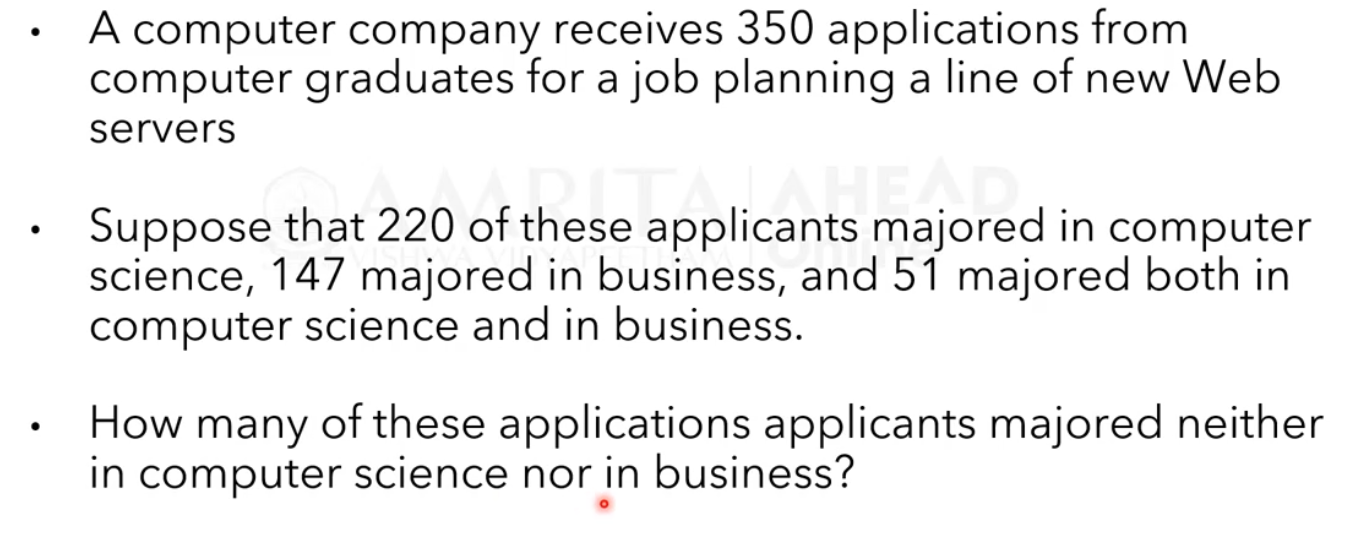 • A computer company receives 350 applications from
computer graduates for a job planning a line of new Web
servers
AMRITA AHEAD
VISHWA VIDYAPEETHAM Online
• Suppose that 220 of these applicants majored in computer
science, 147 majored in business, and 51 majored both in
computer science and in business.
• How many of these applications applicants majored neither
in computer science nor in business?